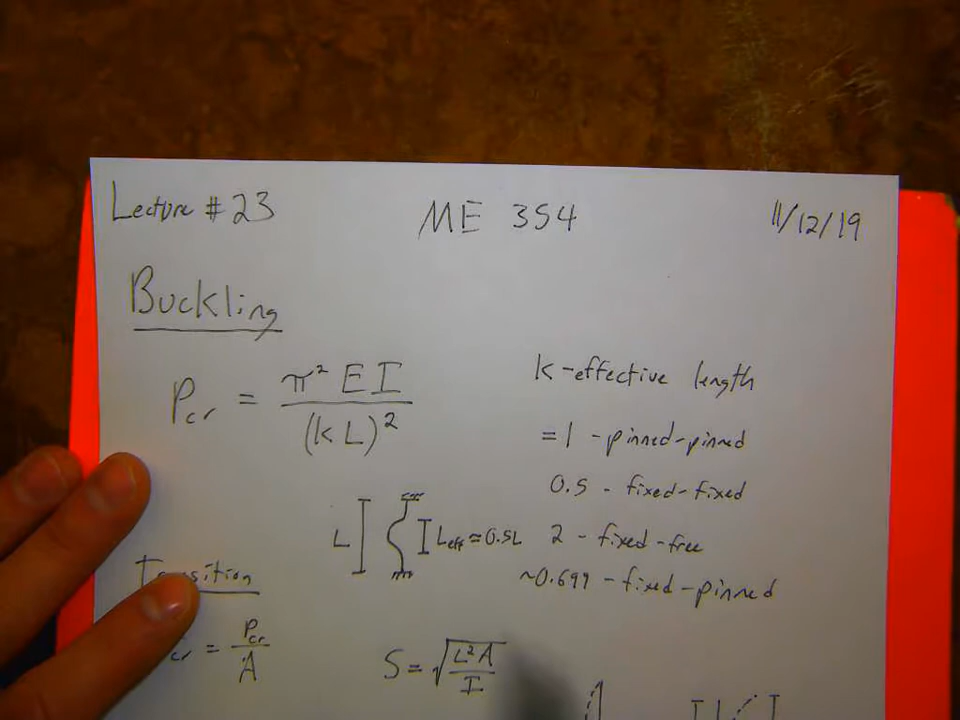 Lecture # 23 ME 354 11/12/19
Buckling
Pcr = π² E I / (k L)²
k - effective length
= 1 - pinned-pinned
0.5 - fixed-fixed
2 - fixed-free
~0.699 - fixed-pinned
L Leff = 0.5L
= Pcr / A
S = √(L²A / I)